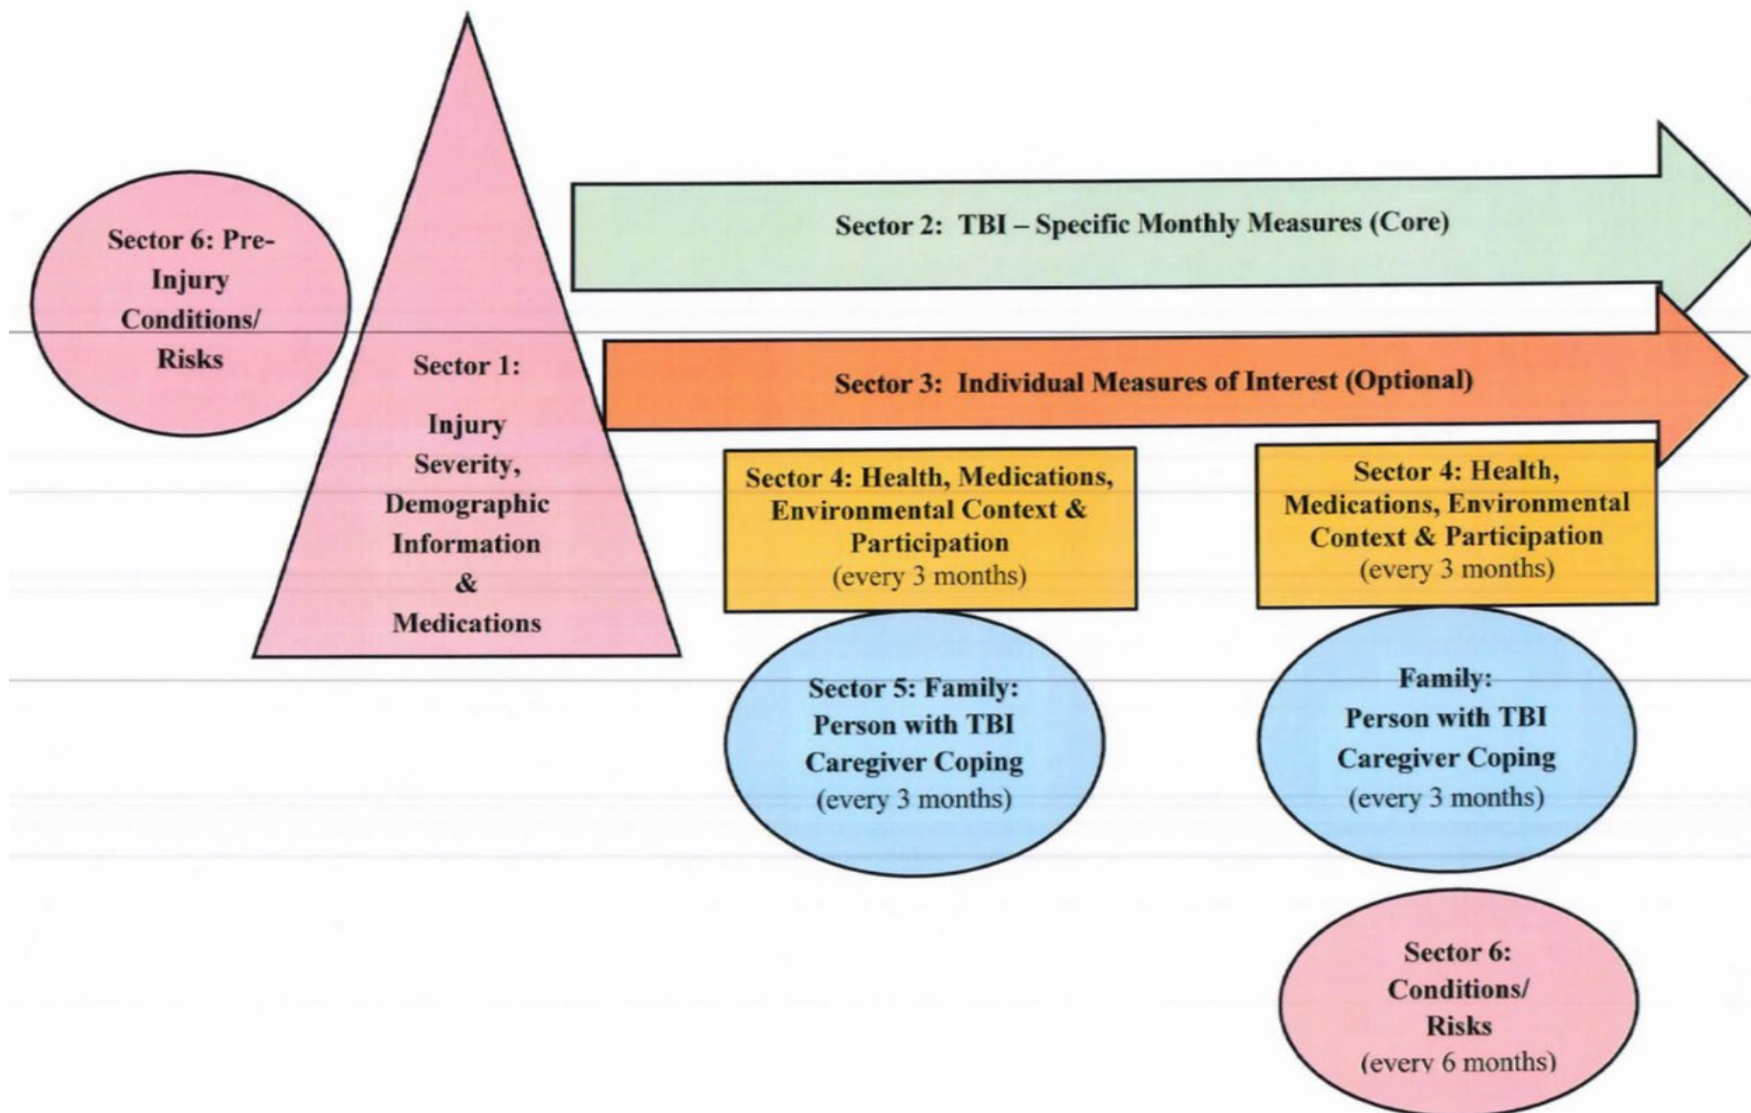 Sector 6: Pre-
Injury
Conditions/
Risks
Sector 1:
Injury
Severity,
Demographic
Information
&
Medications
Sector 2: TBI – Specific Monthly Measures (Core)
Sector 3: Individual Measures of Interest (Optional)
Sector 4: Health, Medications,
Environmental Context &
Participation
(every 3 months)
Sector 4: Health,
Medications, Environmental
Context & Participation
(every 3 months)
Sector 5: Family:
Person with TBI
Caregiver Coping
(every 3 months)
Family:
Person with TBI
Caregiver Coping
(every 3 months)
Sector 6:
Conditions/
Risks
(every 6 months)